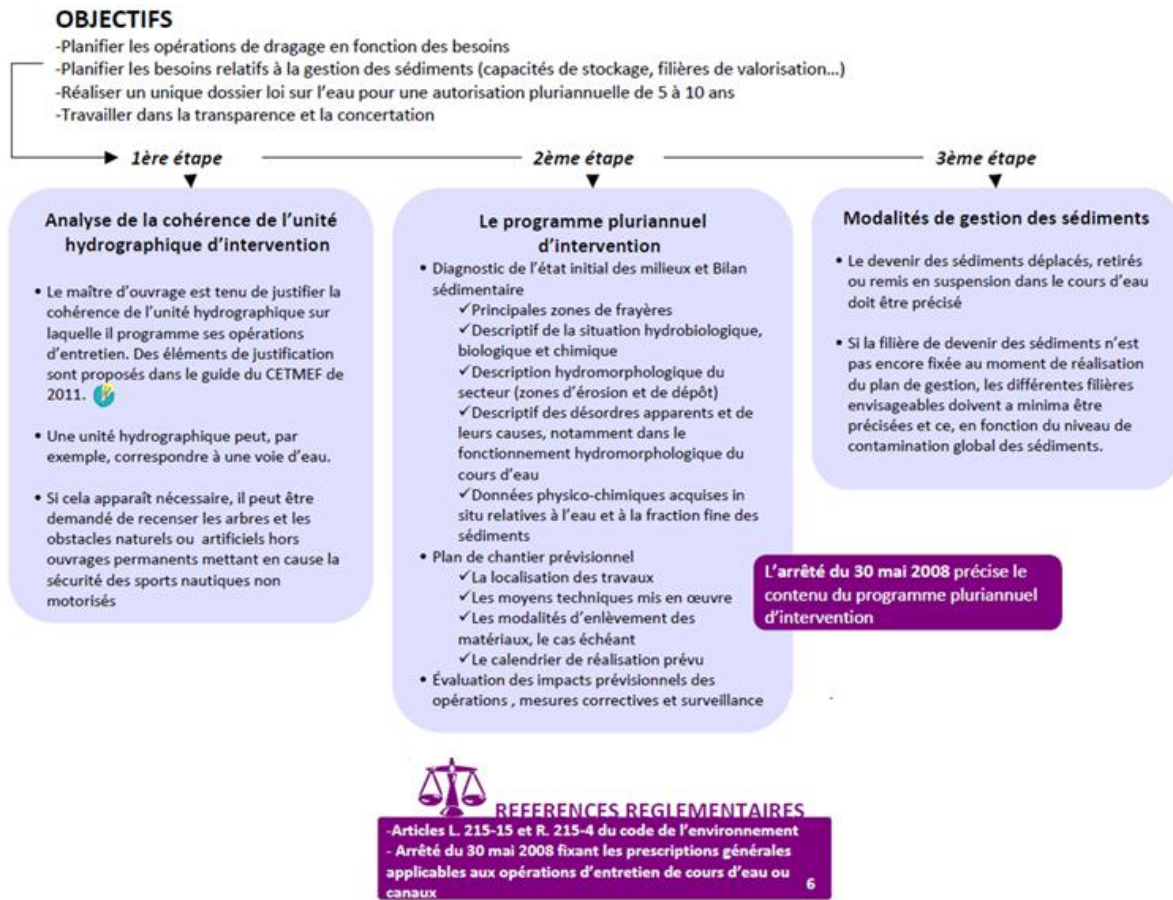 OBJECTIFS
-Planifier les opérations de dragage en fonction des besoins
-Planifier les besoins relatifs à la gestion des sédiments (capacités de stockage, filières de valorisation...)
-Réaliser un unique dossier loi sur l'eau pour une autorisation pluriannuelle de 5 à 10 ans
-Travailler dans la transparence et la concertation
1ère étape
2ème étape
3ème étape
Analyse de la cohérence de l'unité
hydrographique d'intervention
• Le maître d'ouvrage est tenu de justifier la
cohérence de l'unité hydrographique sur
laquelle il programme ses opérations
d'entretien. Des éléments de justification
sont proposés dans le guide du CETMEF de
2011.
• Une unité hydrographique peut, par
exemple, correspondre à une voie d'eau.
• Si cela apparaît nécessaire, il peut être
demandé de recenser les arbres et les
obstacles naturels ou artificiels hors
ouvrages permanents mettant en cause la
sécurité des sports nautiques non
motorisés
Le programme pluriannuel
d'intervention
• Diagnostic de l'état initial des milieux et Bilan
sédimentaire
✓Principales zones de frayères
✓Descriptif de la situation hydrobiologique,
biologique et chimique
✓Description hydromorphologique du
secteur (zones d'érosion et de dépôt)
✓Descriptif des désordres apparents et de
leurs causes, notamment dans le
fonctionnement hydromorphologique du
cours d'eau
✓Données physico-chimiques acquises in
situ relatives à l'eau et à la fraction fine des
sédiments
• Plan de chantier prévisionnel
✓La localisation des travaux
✓Les moyens techniques mis en œuvre
✓Les modalités d'enlèvement des
matériaux, le cas échéant
✓Le calendrier de réalisation prévu
• Évaluation des impacts prévisionnels des
opérations , mesures correctives et surveillance
Modalités de gestion des sédiments
• Le devenir des sédiments déplacés, retirés
ou remis en suspension dans le cours d'eau
doit être précisé
• Si la filière de devenir des sédiments n'est
pas encore fixée au moment de réalisation
du plan de gestion, les différentes filières
envisageables doivent a minima être
précisées et ce, en fonction du niveau de
contamination global des sédiments.
L'arrêté du 30 mai 2008 précise le
contenu du programme pluriannuel
d'intervention
REFERENCES REGLEMENTAIRES
-Articles L. 215-15 et R. 215-4 du code de l'environnement
- Arrêté du 30 mai 2008 fixant les prescriptions générales
applicables aux opérations d'entretien de cours d'eau ou
canaux
6